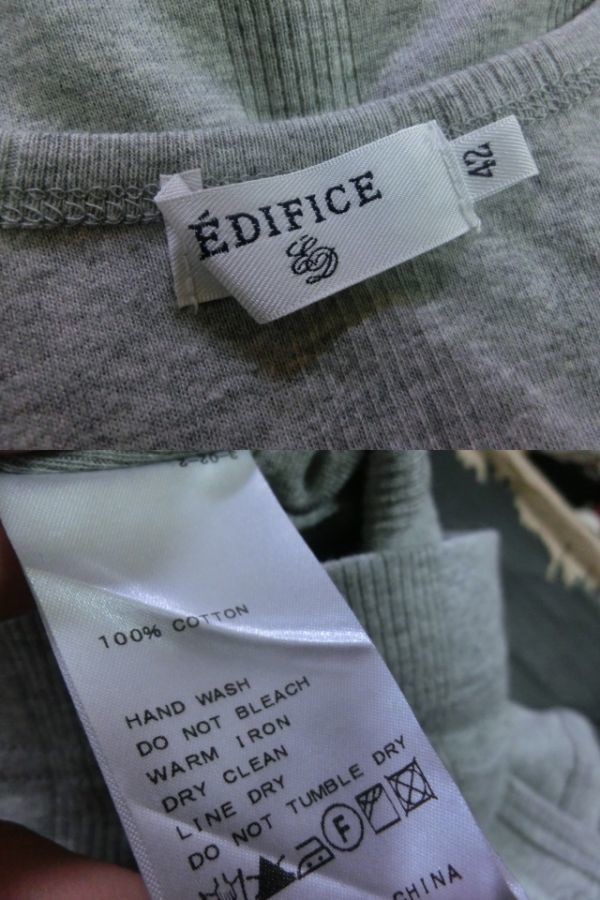 ÉDIFICE
42
100% COTTON
HAND WASH
DO NOT BLEACH
WARM IRON
DRY CLEAN
LINE DRY
DO NOT TUMBLE DRY
F
CHINA